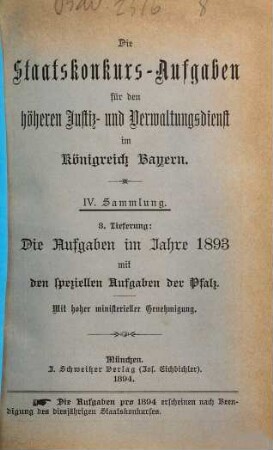 Die
Staatskonkurs-Aufgaben
für den
höheren Justiz- und Verwaltungsdienst
im
Königreich Bayern.
IV. Sammlung.
3. Lieferung:
Die Aufgaben im Jahre 1893
mit
den speziellen Aufgaben der Pfalz.
Mit hoher ministerieller Genehmigung.
München.
J. Schweitzer Verlag (Jos. Eichbichler).
1894.
Die Aufgaben pro 1894 erscheinen nach Been-
digung des diesjährigen Staatskonkurses.